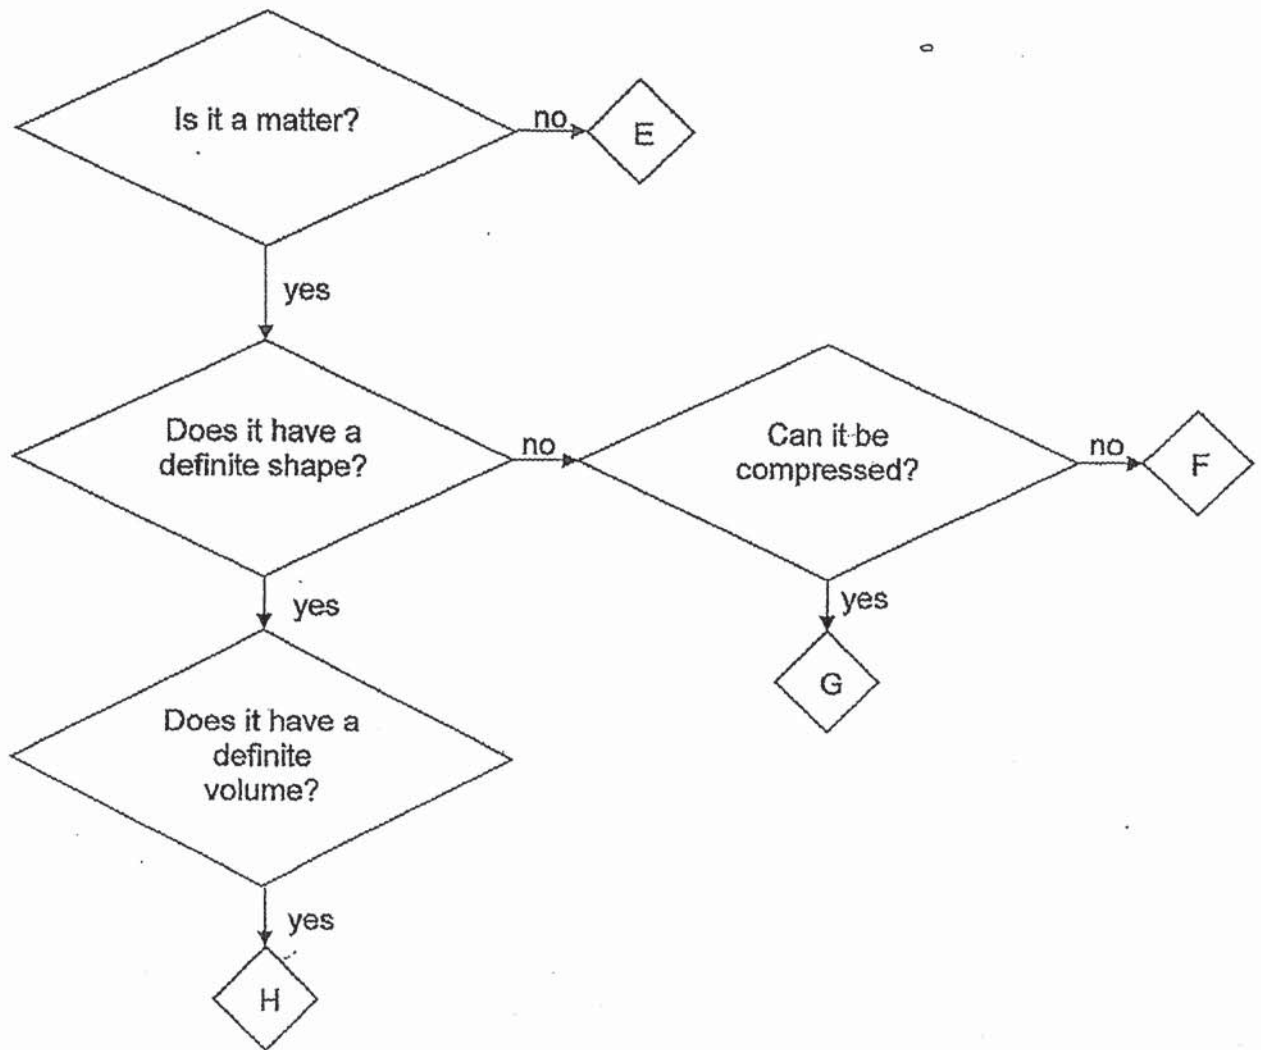 Is it a matter?
no
E
yes
Does it have a
definite shape?
no
Can it be
compressed?
no
F
yes
yes
G
Does it have a
definite
volume?
yes
H